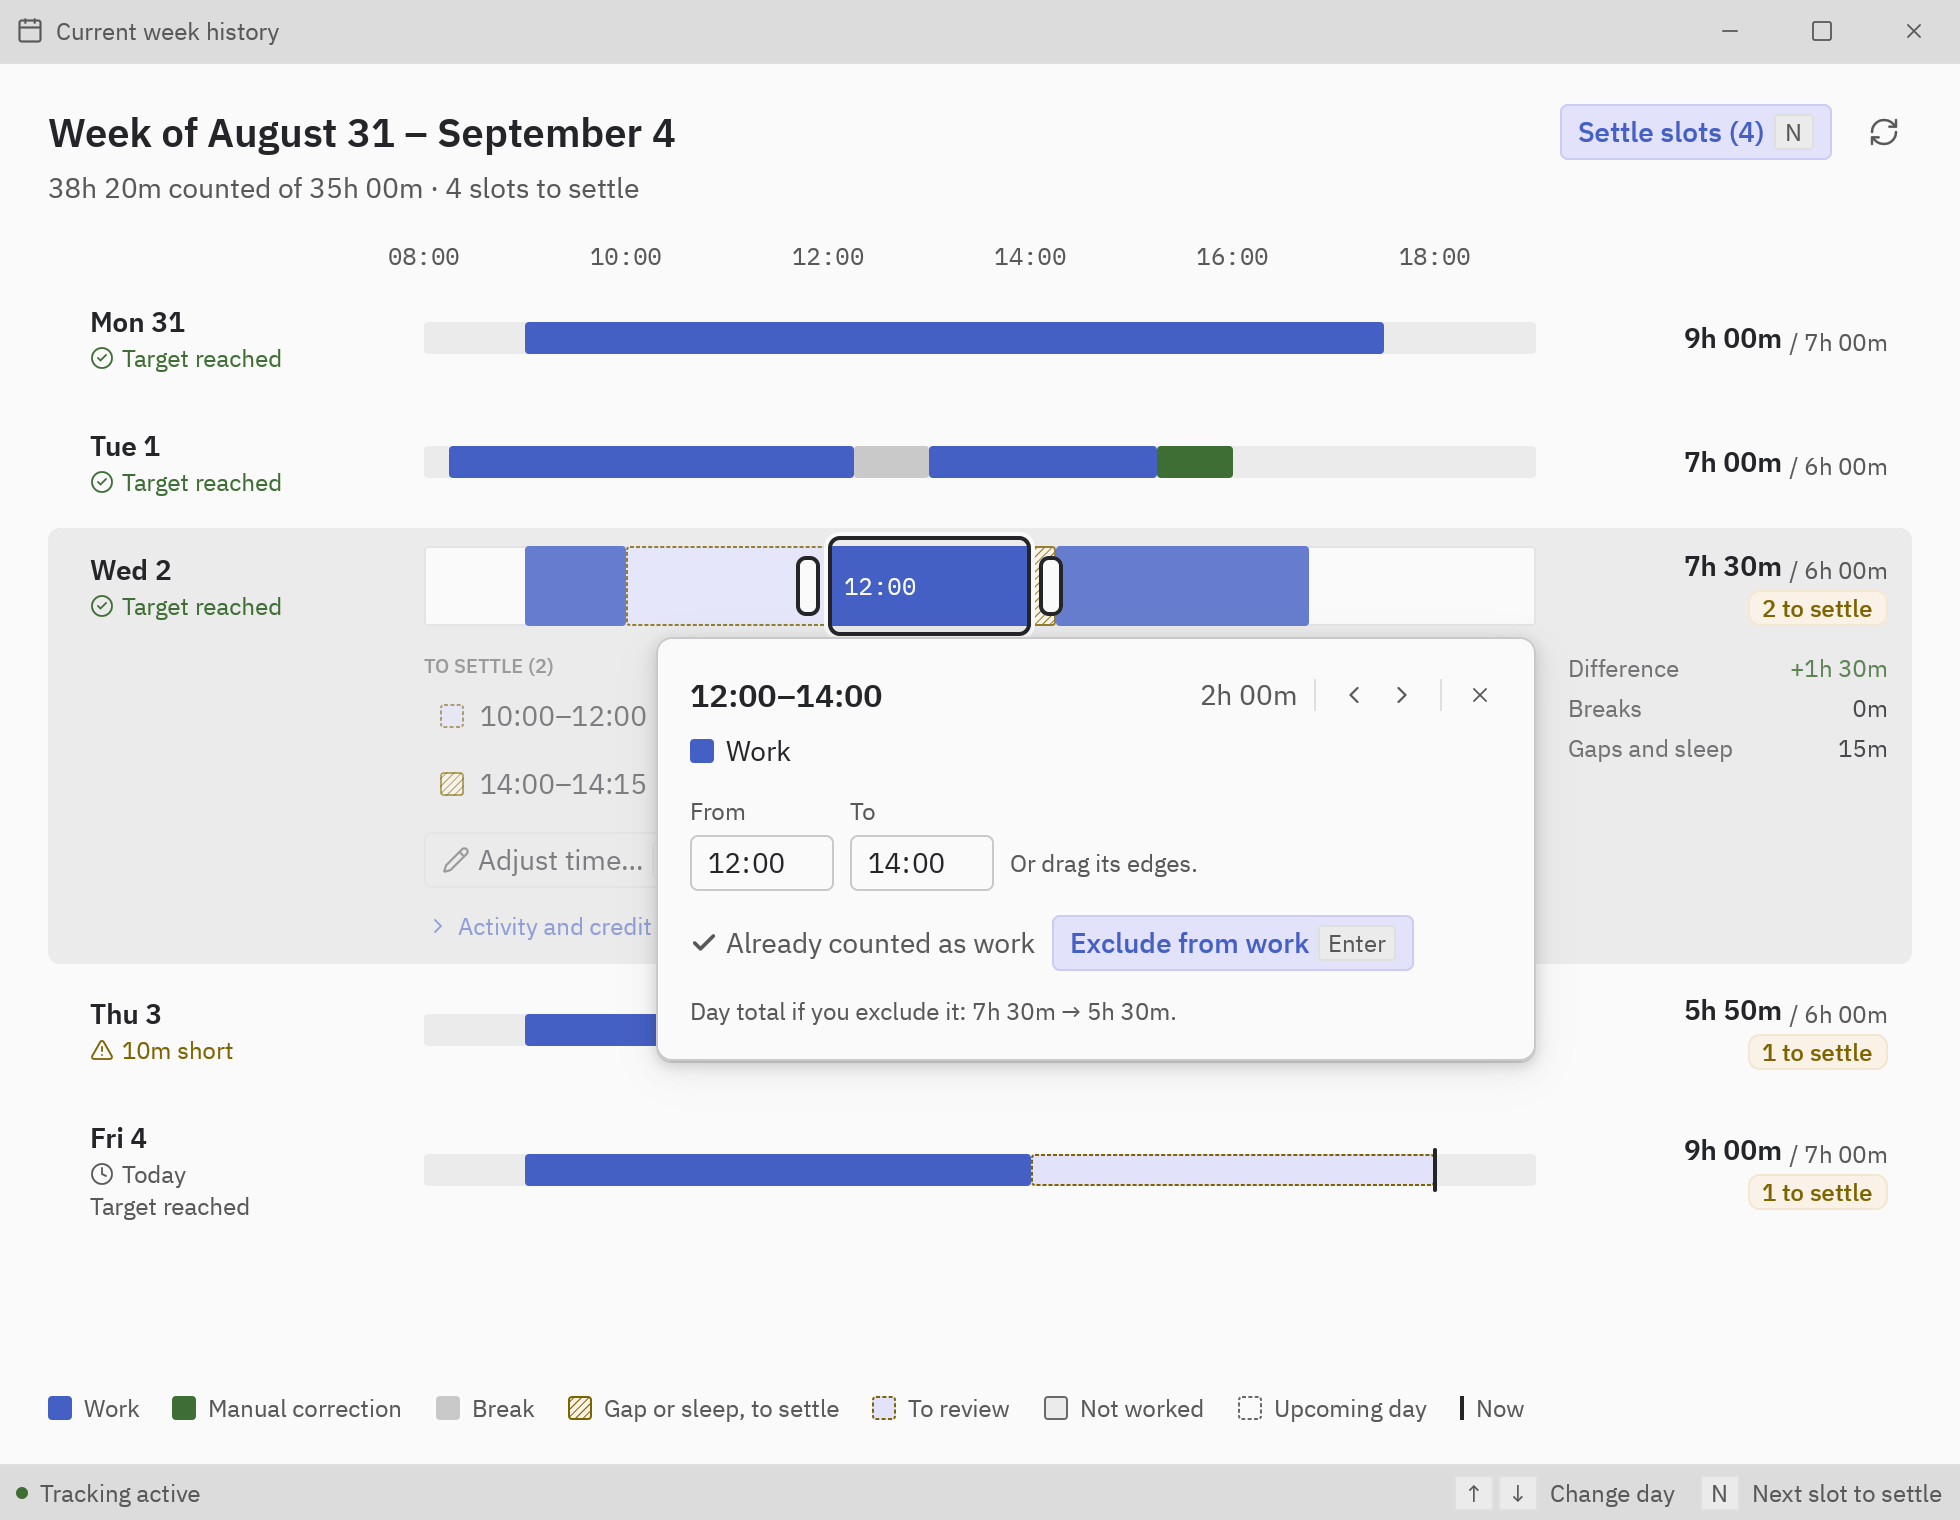 Current week history
Week of August 31 – September 4
Settle slots (4) N
38h 20m counted of 35h 00m · 4 slots to settle
08:00 10:00 12:00 14:00 16:00 18:00
Mon 31
Target reached
9h 00m / 7h 00m
Tue 1
Target reached
7h 00m / 6h 00m
Wed 2
Target reached
12:00
7h 30m / 6h 00m
2 to settle
TO SETTLE (2)
10:00–12:00
14:00–14:15
Adjust time...
Activity and credit
12:00–14:00 2h 00m
Work
From To
12:00 14:00 Or drag its edges.
Already counted as work Exclude from work Enter
Day total if you exclude it: 7h 30m → 5h 30m.
Difference +1h 30m
Breaks 0m
Gaps and sleep 15m
Thu 3
10m short
5h 50m / 6h 00m
1 to settle
Fri 4
Today
Target reached
9h 00m / 7h 00m
1 to settle
Work Manual correction Break Gap or sleep, to settle To review Not worked Upcoming day Now
Tracking active ↑ ↓ Change day N Next slot to settle